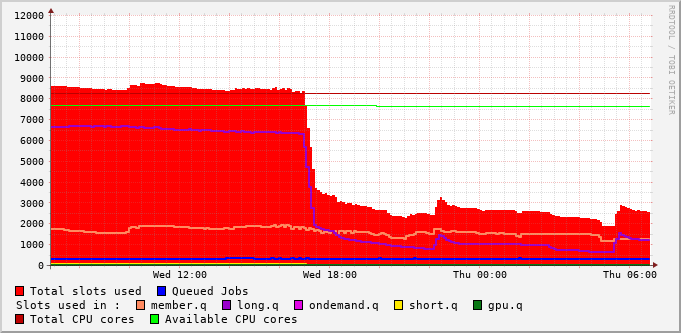 RRDTOOL / TOBI OETIKER
12000
11000
10000
9000
8000
7000
6000
5000
4000
3000
2000
1000
0
Wed 12:00 Wed 18:00 Thu 00:00 Thu 06:00
Total slots used Queued Jobs
Slots used in : member.q long.q ondemand.q short.q gpu.q
Total CPU cores Available CPU cores